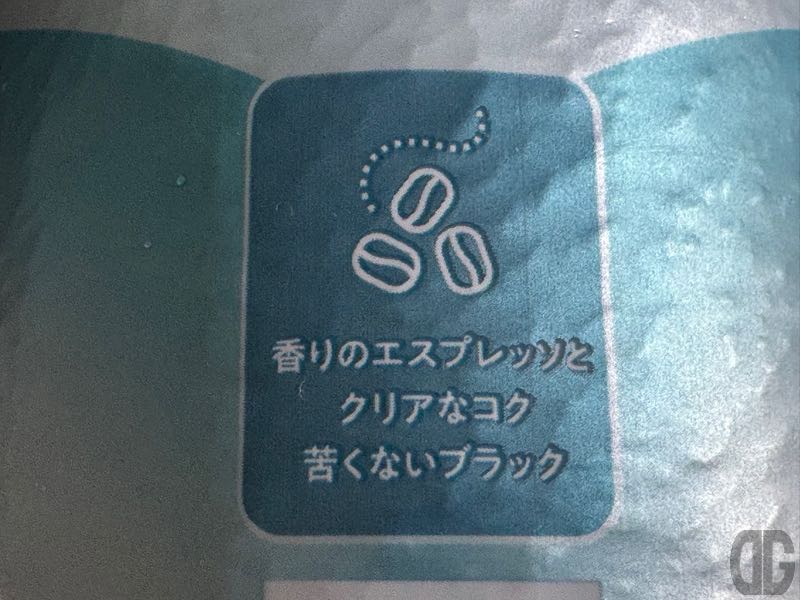 香りのエスプレッソと
クリアなコク
苦くないブラック
DG